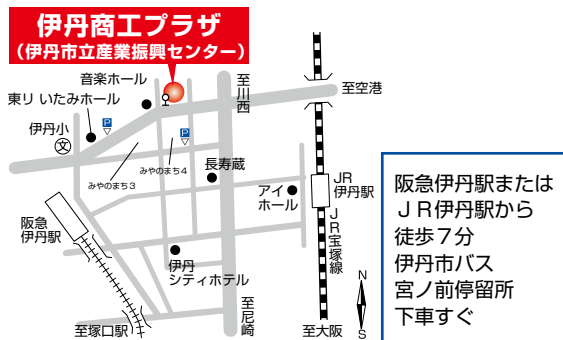 伊丹商工プラザ
(伊丹市立産業振興センター)
音楽ホール
東リ いたみホール
伊丹小
文
P
P
みやのまち3
みやのまち4
長寿蔵
至川西
至空港
アイ
ホール
JR
伊丹駅
JR宝塚線
阪急
伊丹駅
伊丹
シティホテル
至塚口駅
至尼崎
至大阪
N
S
阪急伊丹駅または
JR伊丹駅から
徒歩7分
伊丹市バス
宮ノ前停留所
下車すぐ